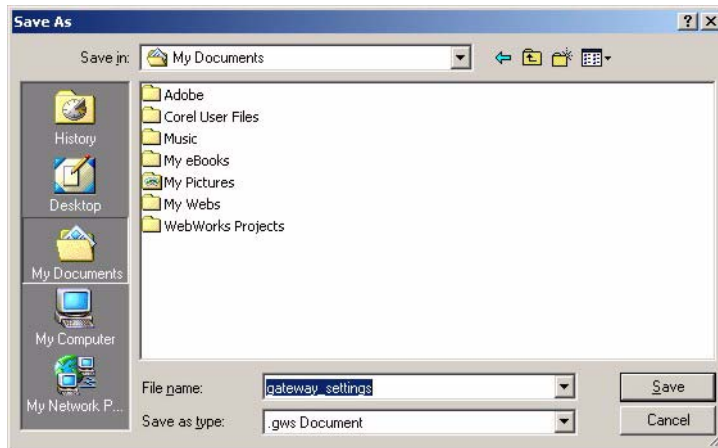 Save As
Save in: My Documents
History
Desktop
My Documents
My Computer
My Network P...
Adobe
Corel User Files
Music
My eBooks
My Pictures
My Webs
WebWorks Projects
File name: gateway_settings Save
Save as type: .gws Document Cancel